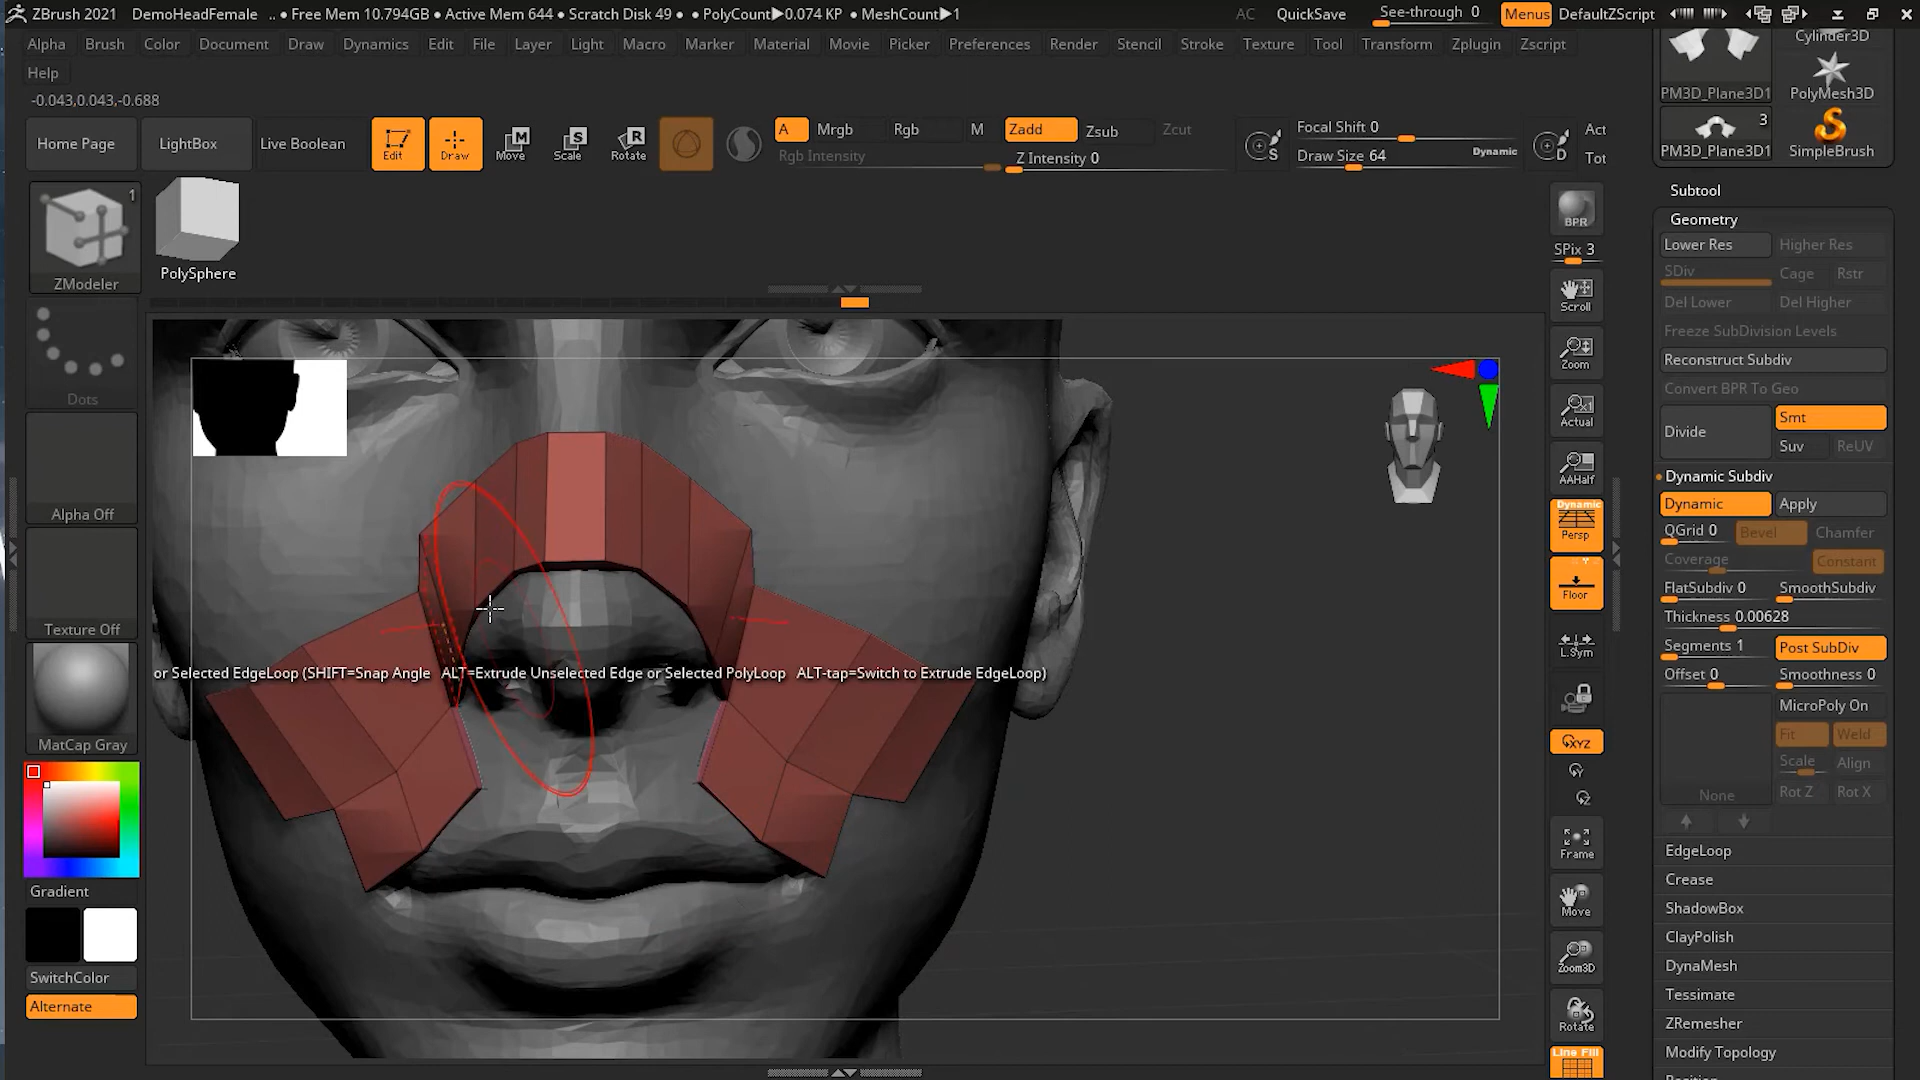 ZBrush 2021 DemoHeadFemale .. • Free Mem 10.794GB • Active Mem 644 • Scratch Disk 49 • • PolyCount▶0.074 KP • MeshCount▶1 AC QuickSave See-through 0 Menus DefaultZScript
Alpha Brush Color Document Draw Dynamics Edit File Layer Light Macro Marker Material Movie Picker Preferences Render Stencil Stroke Texture Tool Transform Zplugin Zscript
Help
-0.043,0.043,-0.688
Home Page LightBox Live Boolean Edit Draw Move Scale Rotate
A Mrgb Rgb M Zadd Zsub Zcut
Rgb Intensity Z Intensity 0
S Focal Shift 0
Draw Size 64 Dynamic D
Act
Tot
1
ZModeler
PolySphere
Dots
Alpha Off
Texture Off
MatCap Gray
Gradient
SwitchColor
Alternate
or Selected EdgeLoop (SHIFT=Snap Angle ALT=Extrude Unselected Edge or Selected PolyLoop ALT-tap=Switch to Extrude EdgeLoop)
BPR
SPix 3
Scroll
Zoom
Actual
AAHalf
Dynamic
Persp
Floor
L.Sym
XYZ
Frame
Move
Zoom3D
Rotate
Line Fill
Cylinder3D
PM3D_Plane3D1 PolyMesh3D
3
PM3D_Plane3D1 SimpleBrush
Subtool
Geometry
Lower Res Higher Res
SDiv Cage Rstr
Del Lower Del Higher
Freeze SubDivision Levels
Reconstruct Subdiv
Convert BPR To Geo
Divide Smt
Suv ReUV
Dynamic Subdiv
Dynamic Apply
QGrid 0 Bevel Chamfer
Coverage Constant
FlatSubdiv 0 SmoothSubdiv
Thickness 0.00628
Segments 1 Post SubDiv
Offset 0 Smoothness 0
MicroPoly On
Fit Weld
Scale Align
None Rot Z Rot X
EdgeLoop
Crease
ShadowBox
ClayPolish
DynaMesh
Tessimate
ZRemesher
Modify Topology